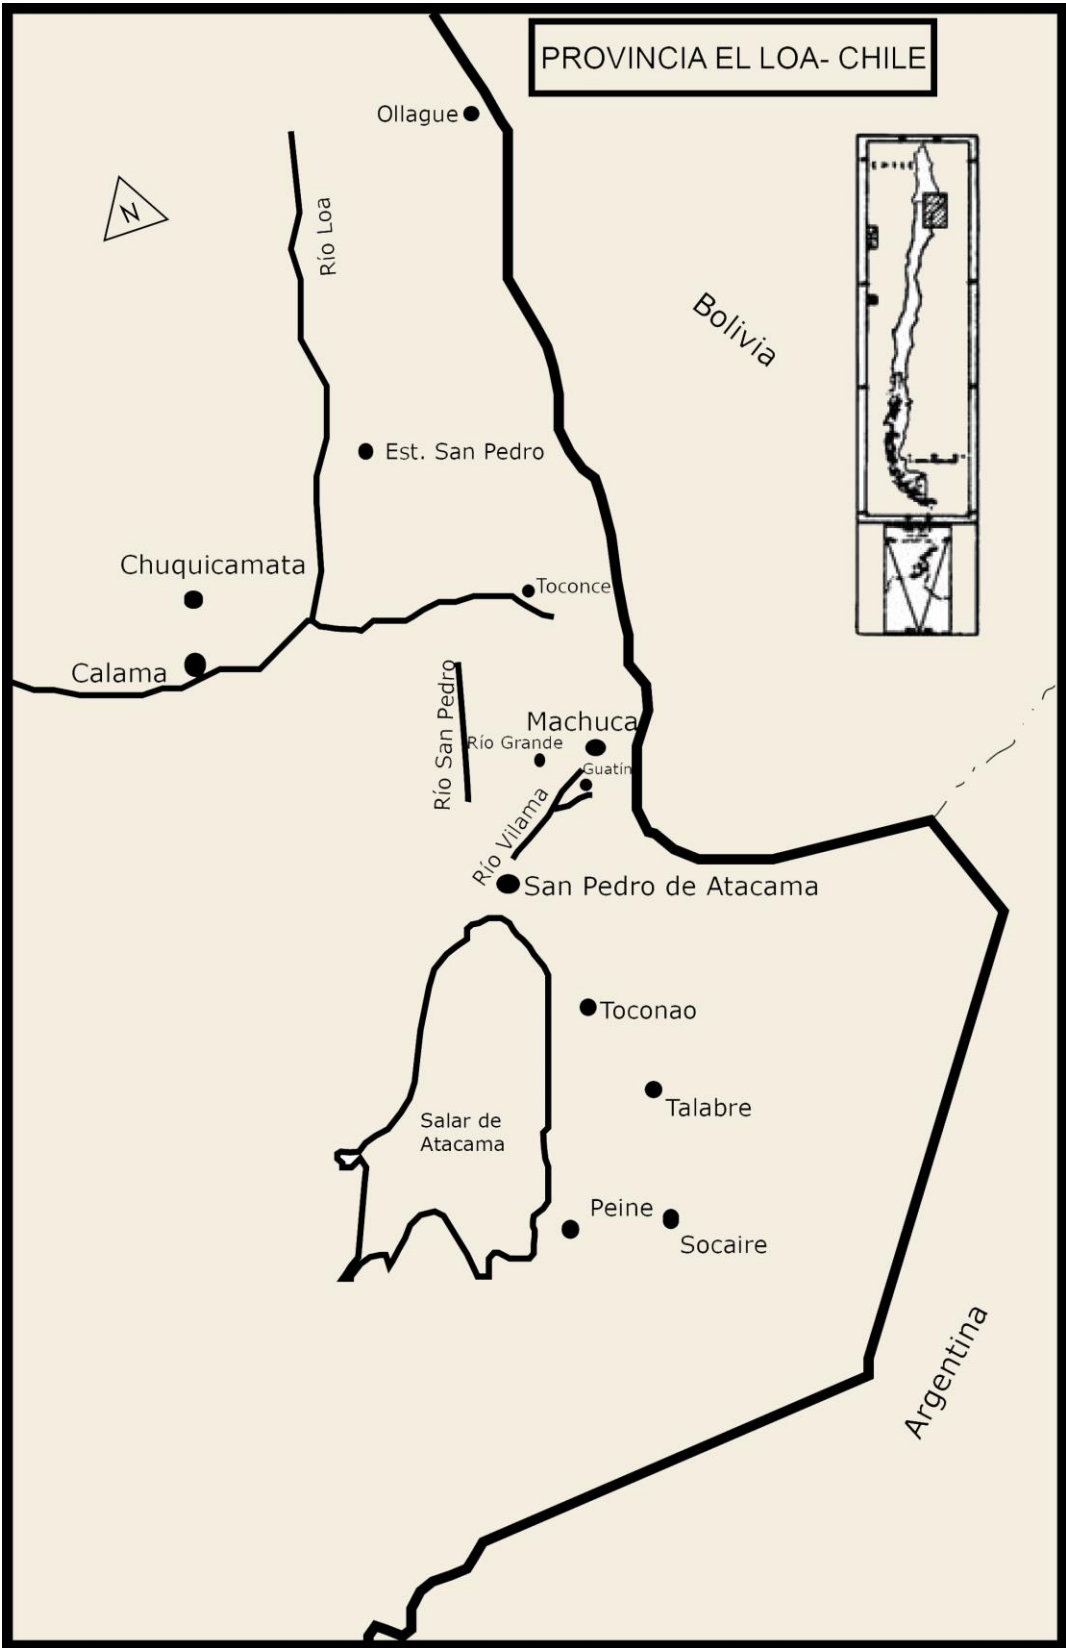 PROVINCIA EL LOA- CHILE
Ollague
N
Río Loa
Bolivia
Est. San Pedro
Chuquicamata
Toconce
Calama
Río San Pedro
Machuca
Río Grande
Guatín
Río Vilama
San Pedro de Atacama
Toconao
Talabre
Salar de
Atacama
Peine
Socaire
Argentina